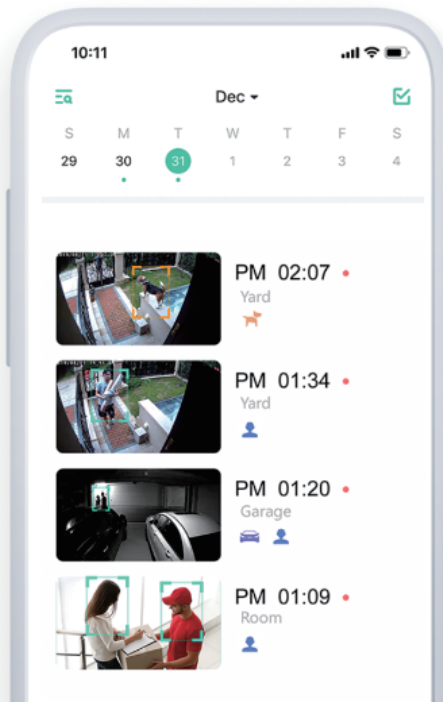 10:11
Dec
S M T W T F S
29 30 31 1 2 3 4
PM 02:07
Yard
PM 01:34
Yard
PM 01:20
Garage
PM 01:09
Room